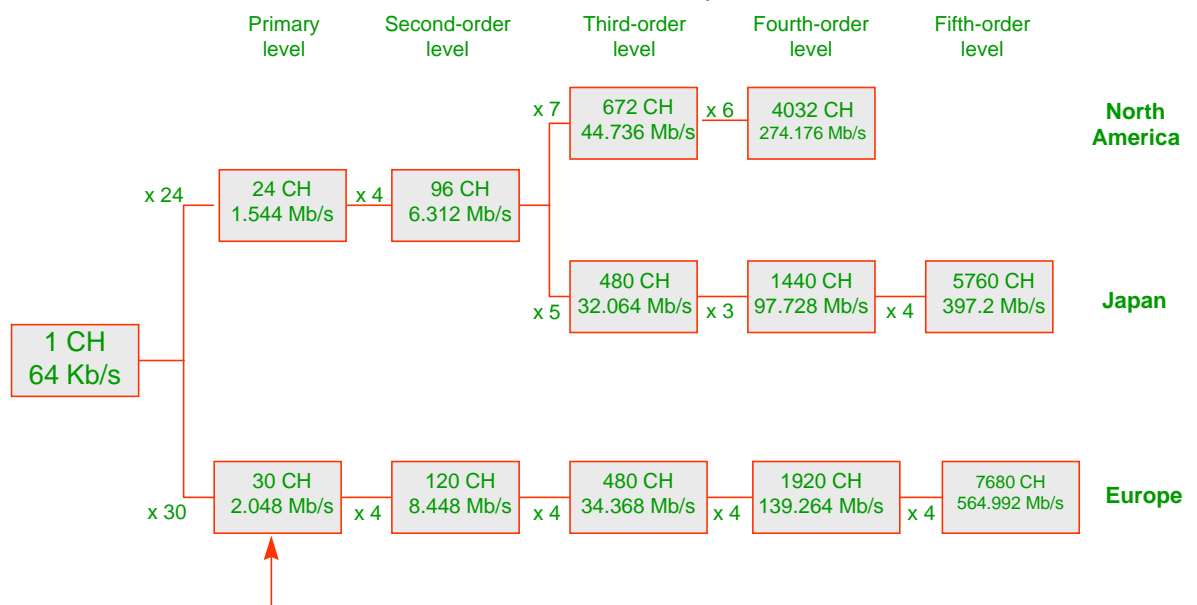 Primary
level
Second-order
level
Third-order
level
Fourth-order
level
Fifth-order
level
x 7
672 CH
44.736 Mb/s
x 6
4032 CH
274.176 Mb/s
North
America
x 24
24 CH
1.544 Mb/s
x 4
96 CH
6.312 Mb/s
x 5
480 CH
32.064 Mb/s
x 3
1440 CH
97.728 Mb/s
x 4
5760 CH
397.2 Mb/s
Japan
1 CH
64 Kb/s
x 30
30 CH
2.048 Mb/s
x 4
120 CH
8.448 Mb/s
x 4
480 CH
34.368 Mb/s
x 4
1920 CH
139.264 Mb/s
x 4
7680 CH
564.992 Mb/s
Europe